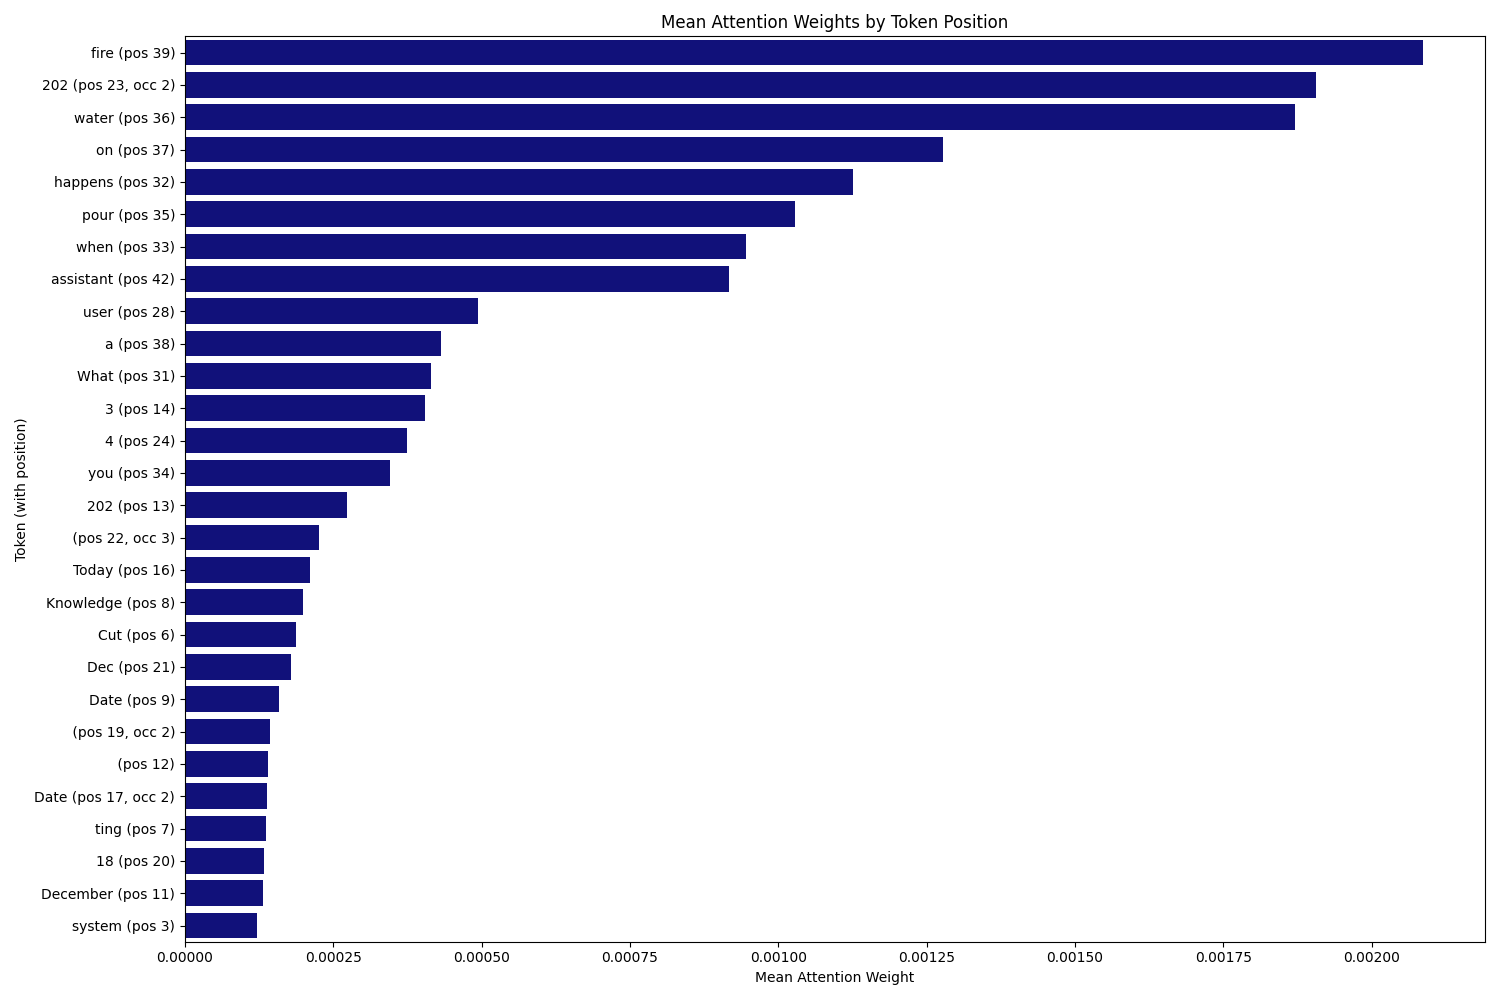 Mean Attention Weights by Token Position
fire (pos 39)
202 (pos 23, occ 2)
water (pos 36)
on (pos 37)
happens (pos 32)
pour (pos 35)
when (pos 33)
assistant (pos 42)
user (pos 28)
a (pos 38)
What (pos 31)
3 (pos 14)
4 (pos 24)
you (pos 34)
202 (pos 13)
(pos 22, occ 3)
Today (pos 16)
Knowledge (pos 8)
Cut (pos 6)
Dec (pos 21)
Date (pos 9)
(pos 19, occ 2)
(pos 12)
Date (pos 17, occ 2)
ting (pos 7)
18 (pos 20)
December (pos 11)
system (pos 3)
Token (with position)
0.00000 0.00025 0.00050 0.00075 0.00100 0.00125 0.00150 0.00175 0.00200
Mean Attention Weight